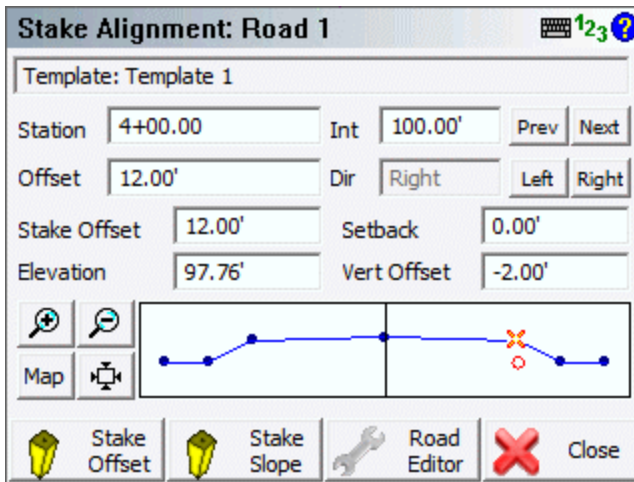 Stake Alignment: Road 1 123 ?
Template: Template 1
Station 4+00.00 Int 100.00' Prev Next
Offset 12.00' Dir Right Left Right
Stake Offset 12.00' Setback 0.00'
Elevation 97.76' Vert Offset -2.00'
Map
Stake Offset Stake Slope Road Editor Close